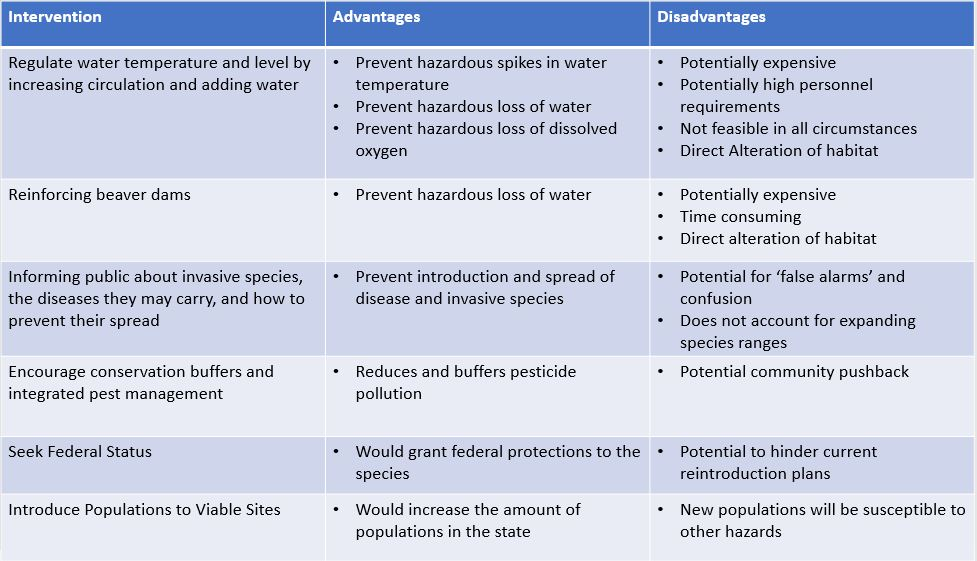 Intervention
Advantages
Disadvantages
Regulate water temperature and level by
increasing circulation and adding water
• Prevent hazardous spikes in water
temperature
• Prevent hazardous loss of water
• Prevent hazardous loss of dissolved
oxygen
• Potentially expensive
• Potentially high personnel
requirements
• Not feasible in all circumstances
• Direct Alteration of habitat
Reinforcing beaver dams
• Prevent hazardous loss of water
• Potentially expensive
• Time consuming
• Direct alteration of habitat
Informing public about invasive species,
the diseases they may carry, and how to
prevent their spread
• Prevent introduction and spread of
disease and invasive species
• Potential for ‘false alarms’ and
confusion
• Does not account for expanding
species ranges
Encourage conservation buffers and
integrated pest management
• Reduces and buffers pesticide
pollution
• Potential community pushback
Seek Federal Status
• Would grant federal protections to the
species
• Potential to hinder current
reintroduction plans
Introduce Populations to Viable Sites
• Would increase the amount of
populations in the state
• New populations will be susceptible to
other hazards